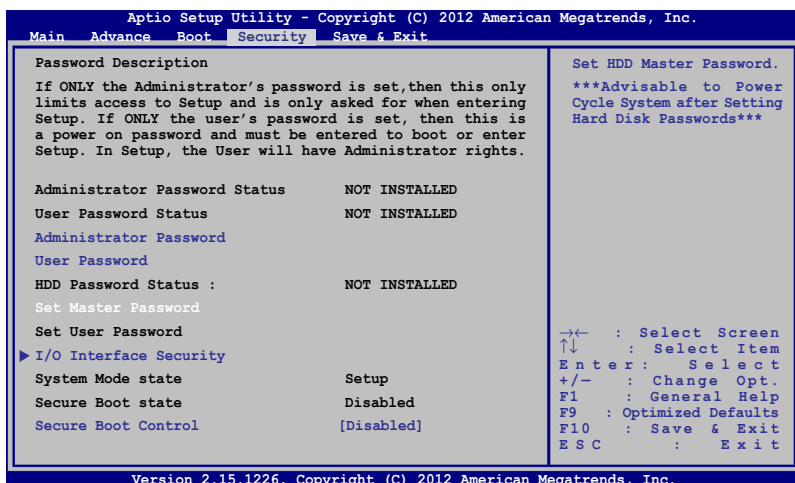 Aptio Setup Utility - Copyright (C) 2012 American Megatrends, Inc.
Main Advance Boot Security Save & Exit
Password Description
If ONLY the Administrator's password is set,then this only
limits access to Setup and is only asked for when entering
Setup. If ONLY the user's password is set, then this is
a power on password and must be entered to boot or enter
Setup. In Setup, the User will have Administrator rights.
Administrator Password Status NOT INSTALLED
User Password Status NOT INSTALLED
Administrator Password
User Password
HDD Password Status : NOT INSTALLED
Set Master Password
Set User Password
I/O Interface Security
System Mode state Setup
Secure Boot state Disabled
Secure Boot Control [Disabled]
Set HDD Master Password.
***Advisable to Power
Cycle System after Setting
Hard Disk Passwords***
→← : Select Screen
↑↓ : Select Item
Enter: Select
+/— : Change Opt.
F1 : General Help
F9 : Optimized Defaults
F10 : Save & Exit
ESC : Exit
Version 2.15.1226. Copyright (C) 2012 American Megatrends, Inc.